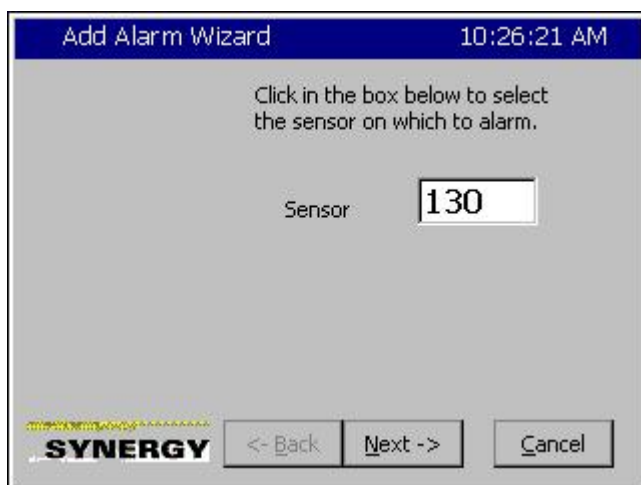 Add Alarm Wizard 10:26:21 AM
Click in the box below to select
the sensor on which to alarm.
Sensor 130
SYNERGY <- Back Next -> Cancel